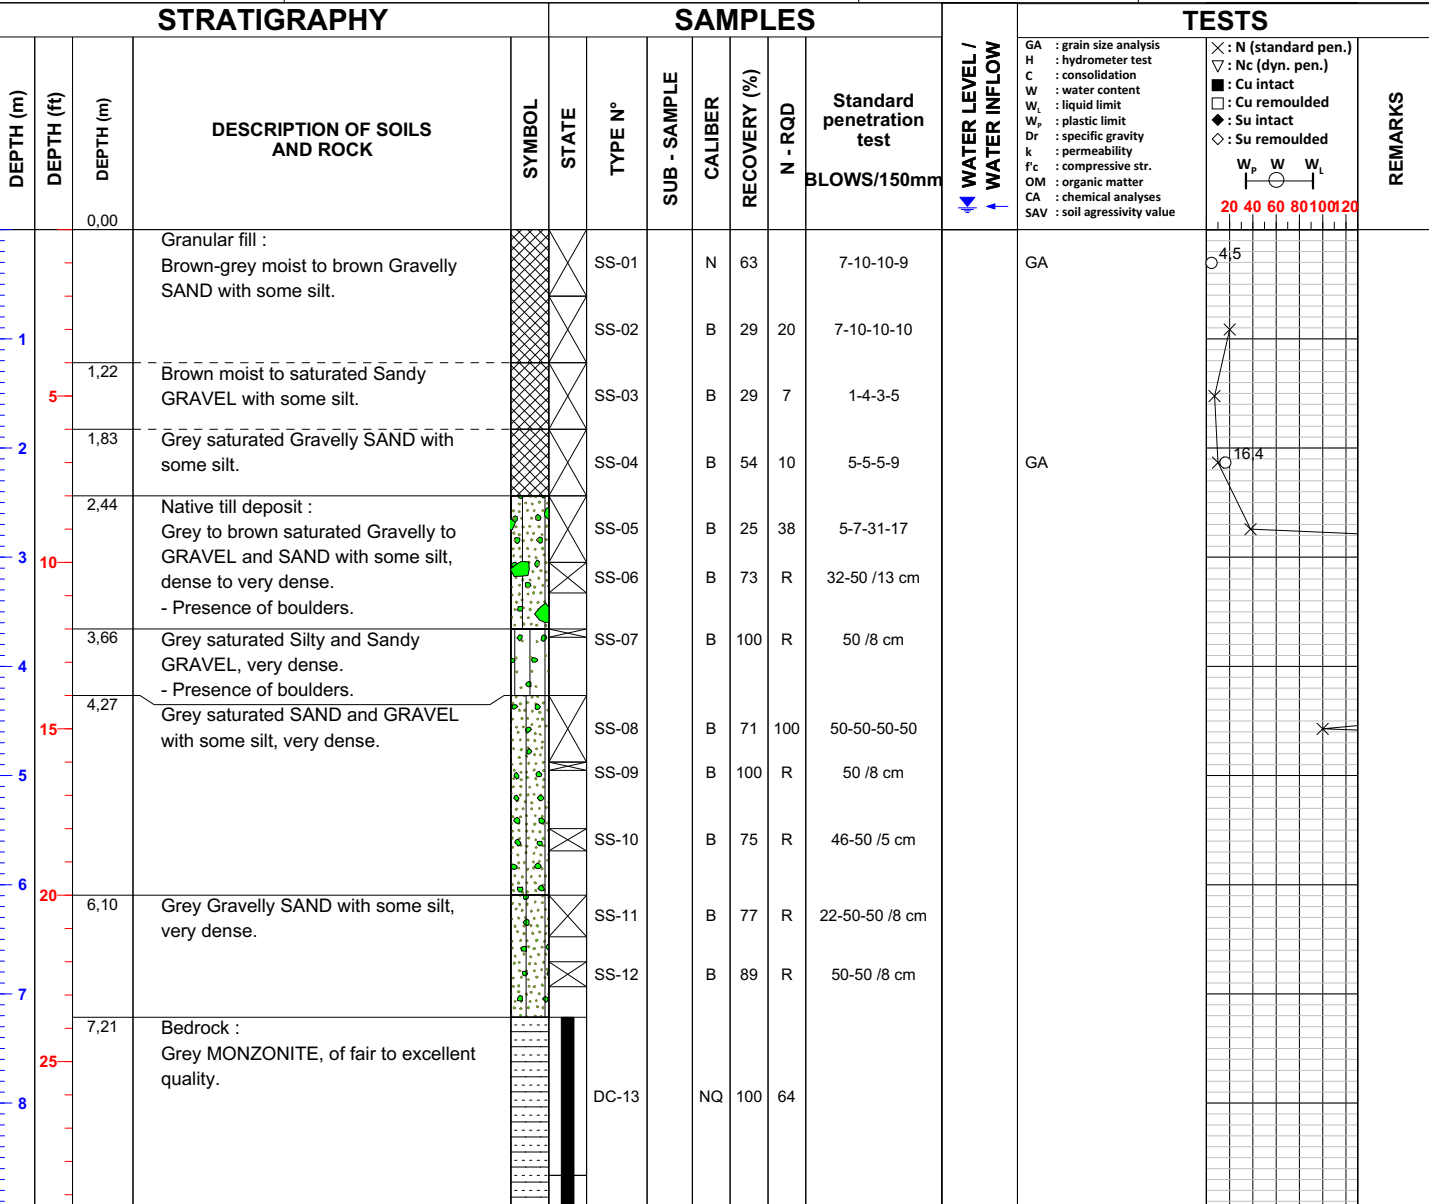 STRATIGRAPHY
SAMPLES
TESTS
DEPTH (m)
DEPTH (ft)
DEPTH (m)
0,00
DESCRIPTION OF SOILS
AND ROCK
SYMBOL
STATE
TYPE N°
SUB - SAMPLE
CALIBER
RECOVERY (%)
N - RQD
Standard
penetration
test
BLOWS/150mm
WATER LEVEL /
WATER INFLOW
GA : grain size analysis
H : hydrometer test
C : consolidation
W : water content
WL : liquid limit
WP : plastic limit
Dr : specific gravity
k : permeability
f'c : compressive str.
OM : organic matter
CA : chemical analyses
SAV : soil agressivity value
: N (standard pen.)
: Nc (dyn. pen.)
: Cu intact
: Cu remoulded
: Su intact
: Su remoulded
WP W WL
20 40 60 80 100 120
REMARKS
Granular fill :
Brown-grey moist to brown Gravelly
SAND with some silt.
SS-01 N 63 7-10-10-9 GA 4,5
SS-02 B 29 20 7-10-10-10
1
1,22 Brown moist to saturated Sandy
GRAVEL with some silt.
5 SS-03 B 29 7 1-4-3-5
1,83 Grey saturated Gravelly SAND with
some silt.
2
SS-04 B 54 10 5-5-5-9 GA 16,4
2,44 Native till deposit :
Grey to brown saturated Gravelly to
GRAVEL and SAND with some silt,
dense to very dense.
- Presence of boulders.
SS-05 B 25 38 5-7-31-17
3
10
SS-06 B 73 R 32-50 /13 cm
3,66 Grey saturated Silty and Sandy
GRAVEL, very dense.
- Presence of boulders.
SS-07 B 100 R 50 /8 cm
4
4,27 Grey saturated SAND and GRAVEL
with some silt, very dense.
15 SS-08 B 71 100 50-50-50-50
5 SS-09 B 100 R 50 /8 cm
SS-10 B 75 R 46-50 /5 cm
6
20
6,10 Grey Gravelly SAND with some silt,
very dense.
SS-11 B 77 R 22-50-50 /8 cm
SS-12 B 89 R 50-50 /8 cm
7
7,21 Bedrock :
Grey MONZONITE, of fair to excellent
quality.
25
DC-13 NQ 100 64
8